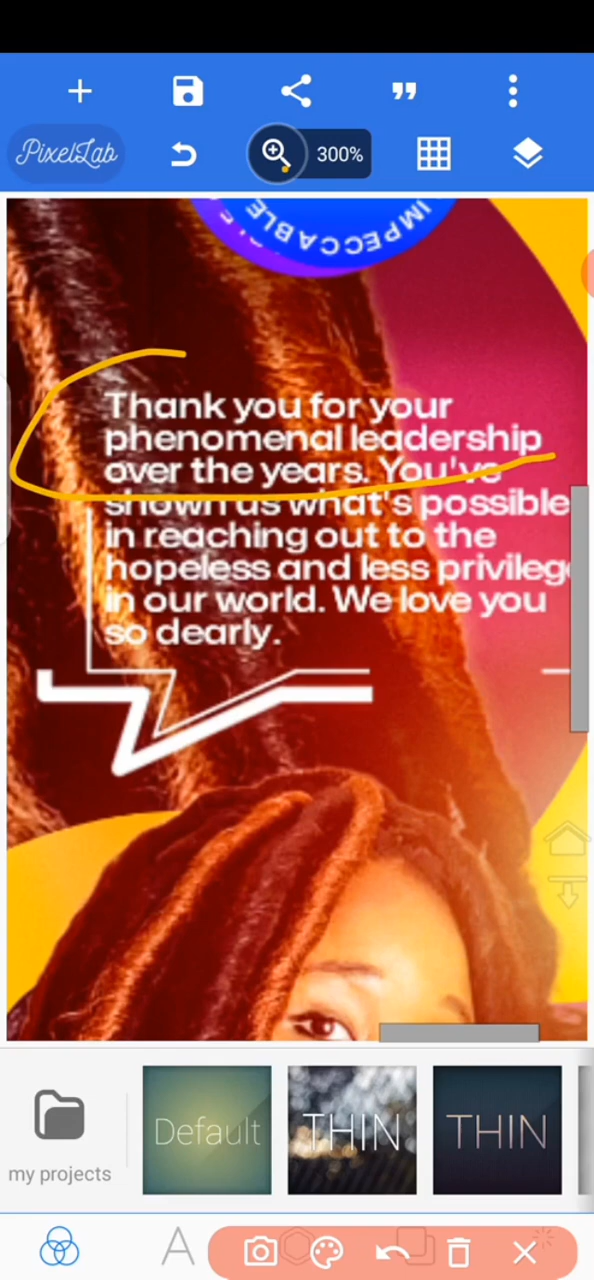 PixelLab
300%
IMPECCABLE
Thank you for your
phenomenal leadership
over the years. You've
shown us what's possible
in reaching out to the
hopeless and less privileg
in our world. We love you
so dearly.
my projects
Default
THIN
THIN
A